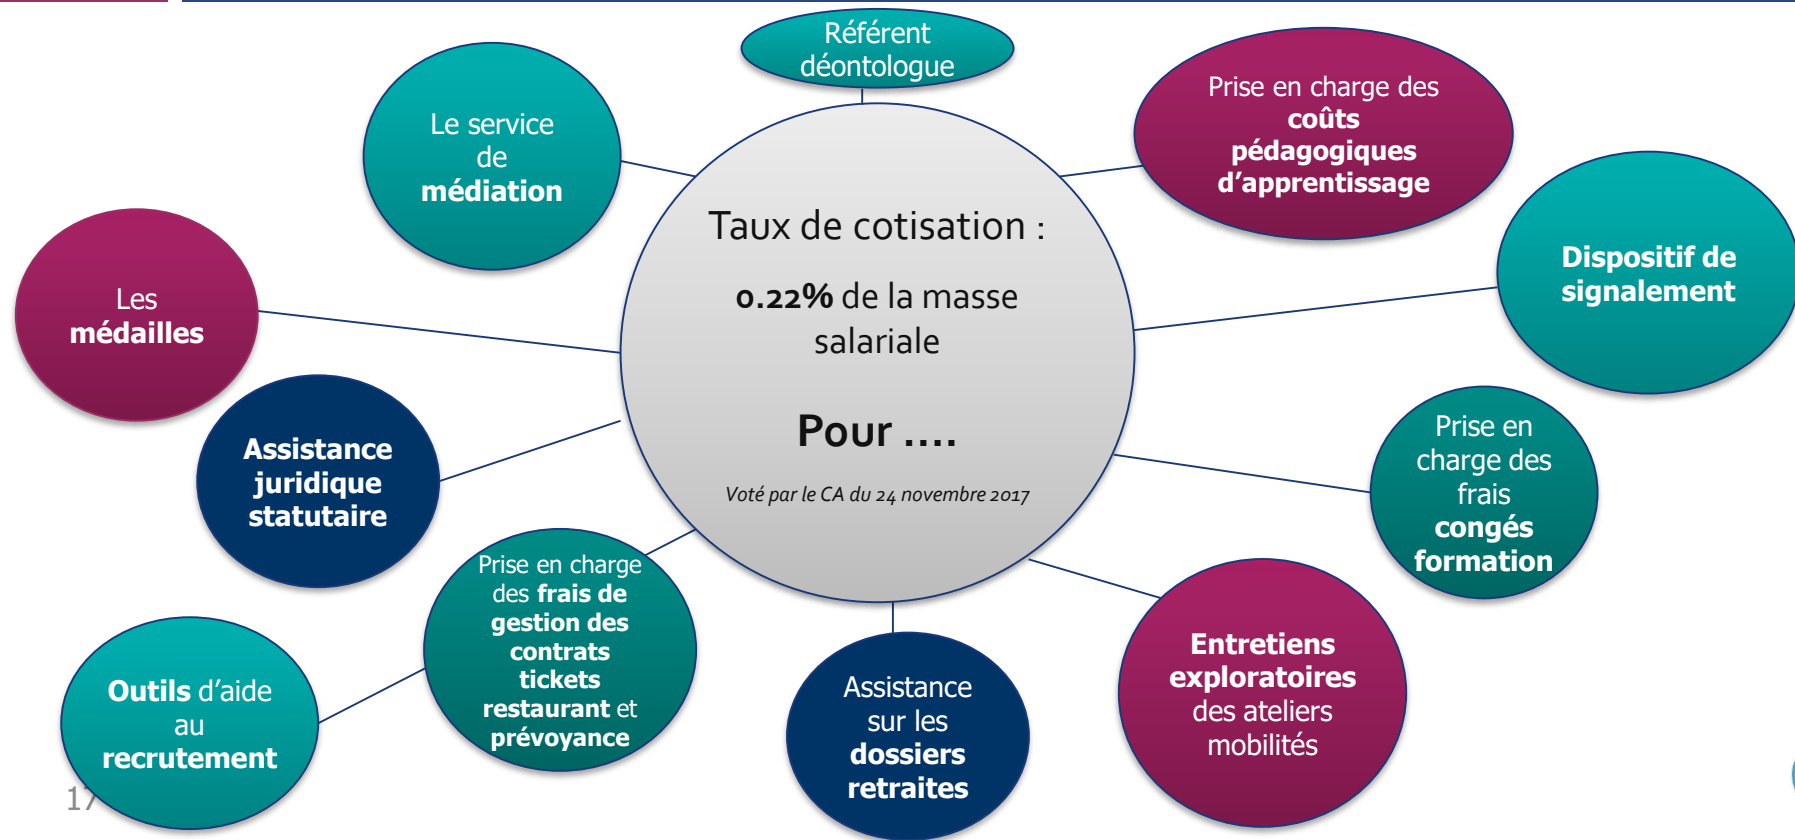 Référent
déontologue
Le service
de
médiation
Prise en charge des
coûts
pédagogiques
d’apprentissage
Taux de cotisation :
0.22% de la masse
salariale
Pour ....
Voté par le CA du 24 novembre 2017
Dispositif de
signalement
Les
médailles
Assistance
juridique
statutaire
Prise en
charge des
frais
congés
formation
Prise en charge
des frais de
gestion des
contrats
tickets
restaurant et
prévoyance
Entretiens
exploratoires
des ateliers
mobilités
Outils d’aide
au
recrutement
Assistance
sur les
dossiers
retraites
17